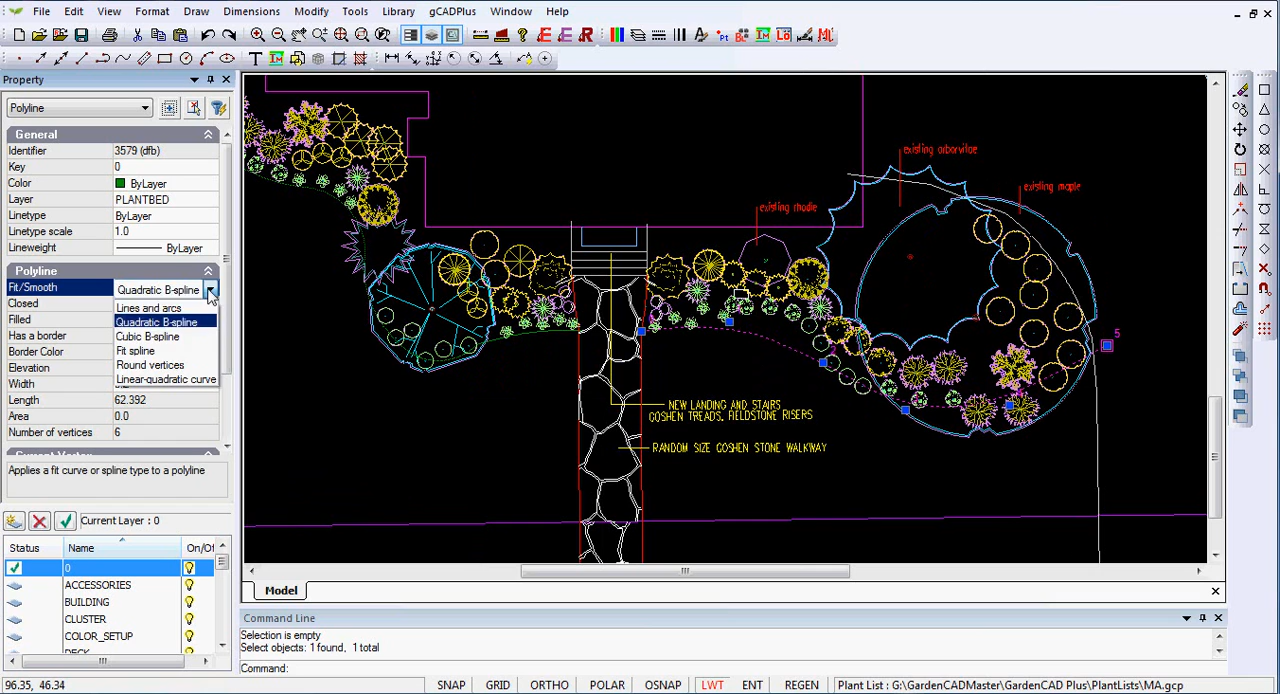 File Edit View Format Draw Dimensions Modify Tools Library gCADPlus Window Help
Property
Polyline
General
Identifier 3579 (dfb)
Key 0
Color ByLayer
Layer PLANTBED
Linetype ByLayer
Linetype scale 1.0
Lineweight ByLayer
Polyline
Fit/Smooth Quadratic B-spline
Closed
Filled
Has a border
Border Color
Elevation
Width
Lines and arcs
Quadratic B-spline
Cubic B-spline
Fit spline
Round vertices
Linear-quadratic curve
Length 62.392
Area 0.0
Number of vertices 6
Applies a fit curve or spline type to a polyline
Current Layer : 0
Status Name On/Of
0
ACCESSORIES
BUILDING
CLUSTER
COLOR_SETUP
existing arborvitae
existing maple
existing rhodie
5
2
NEW LANDING AND STAIRS
GOSHEN TREADS, FIELDSTONE RISERS
RANDOM SIZE GOSHEN STONE WALKWAY
Model
Command Line
Selection is empty
Select objects: 1 found, 1 total
Command:
96.35, 46.34 SNAP GRID ORTHO POLAR OSNAP LWT ENT REGEN Plant List : G:\GardenCADMaster\GardenCAD Plus\PlantLists\MA.gcp